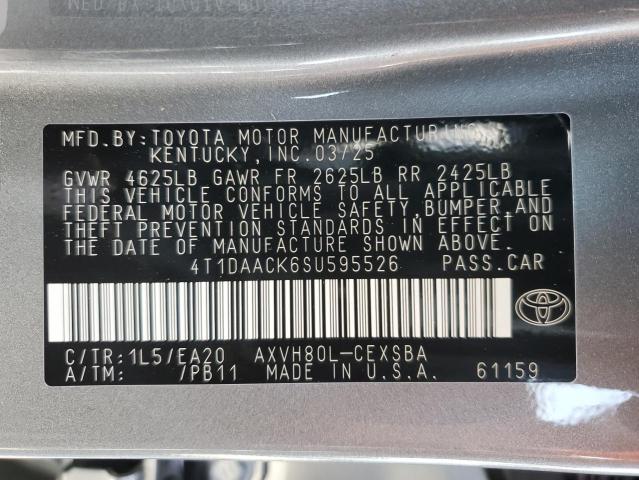 MFD.BY:TOYOTA MOTOR MANUFACTURING
KENTUCKY,INC.03/25
GVWR 4625LB GAWR FR 2625LB RR 2425LB
THIS VEHICLE CONFORMS TO ALL APPLICABLE
FEDERAL MOTOR VEHICLE SAFETY,BUMPER,AND
THEFT PREVENTION STANDARDS IN EFFECT ON
THE DATE OF MANUFACTURE SHOWN ABOVE.
4T1DAACK6SU595526 PASS.CAR
C/TR:1L5/EA20 AXVH80L-CEXSBA
A/TM: /PB11 MADE IN U.S.A. 61159